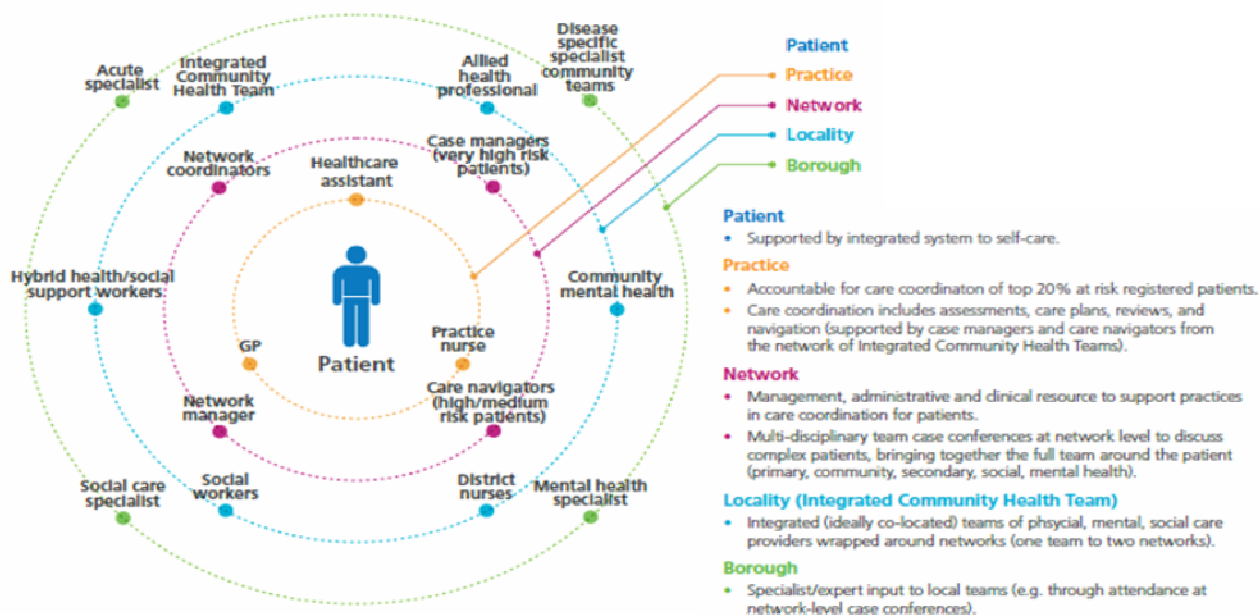 Disease
specific
specialist
community
teams
Acute
specialist
Integrated
Community
Health Team
Allied
health
professional
Network
coordinators
Healthcare
assistant
Case managers
(very high risk
patients)
Hybrid health/social
support workers
Community
mental health
GP
Patient
Practice
nurse
Network
manager
Care navigators
(high/medium
risk patients)
Social care
specialist
Social
workers
District
nurses
Mental health
specialist
Patient
Practice
Network
Locality
Borough
Patient
• Supported by integrated system to self-care.
Practice
• Accountable for care coordinaton of top 20% at risk registered patients.
• Care coordination includes assessments, care plans, reviews, and
navigation (supported by case managers and care navigators from
the network of Integrated Community Health Teams).
Network
• Management, administrative and clinical resource to support practices
in care coordination for patients.
• Multi-disciplinary team case conferences at network level to discuss
complex patients, bringing together the full team around the patient
(primary, community, secondary, social, mental health).
Locality (Integrated Community Health Team)
• Integrated (ideally co-located) teams of phsycial, mental, social care
providers wrapped around networks (one team to two networks).
Borough
• Specialist/expert input to local teams (e.g. through attendance at
network-level case conferences).